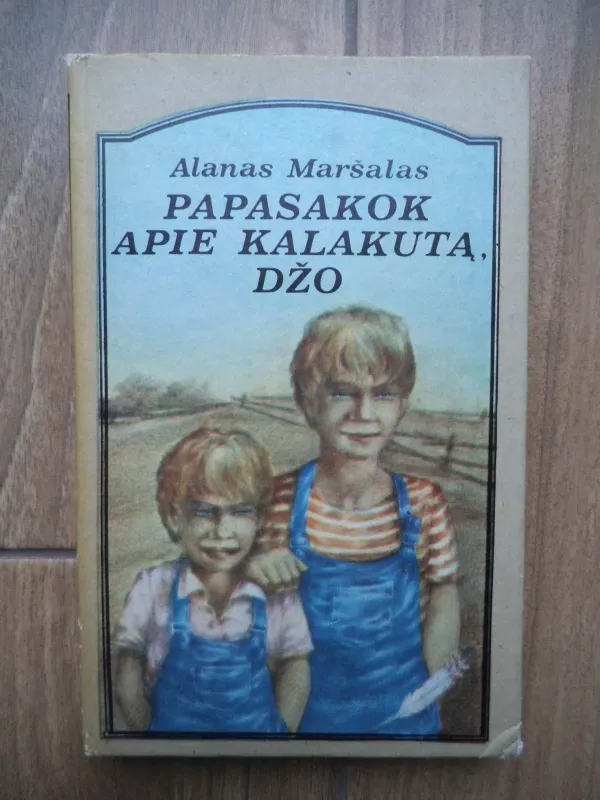 Alanas Maršalas
PAPASAKOK
APIE KALAKUTĄ,
DŽO